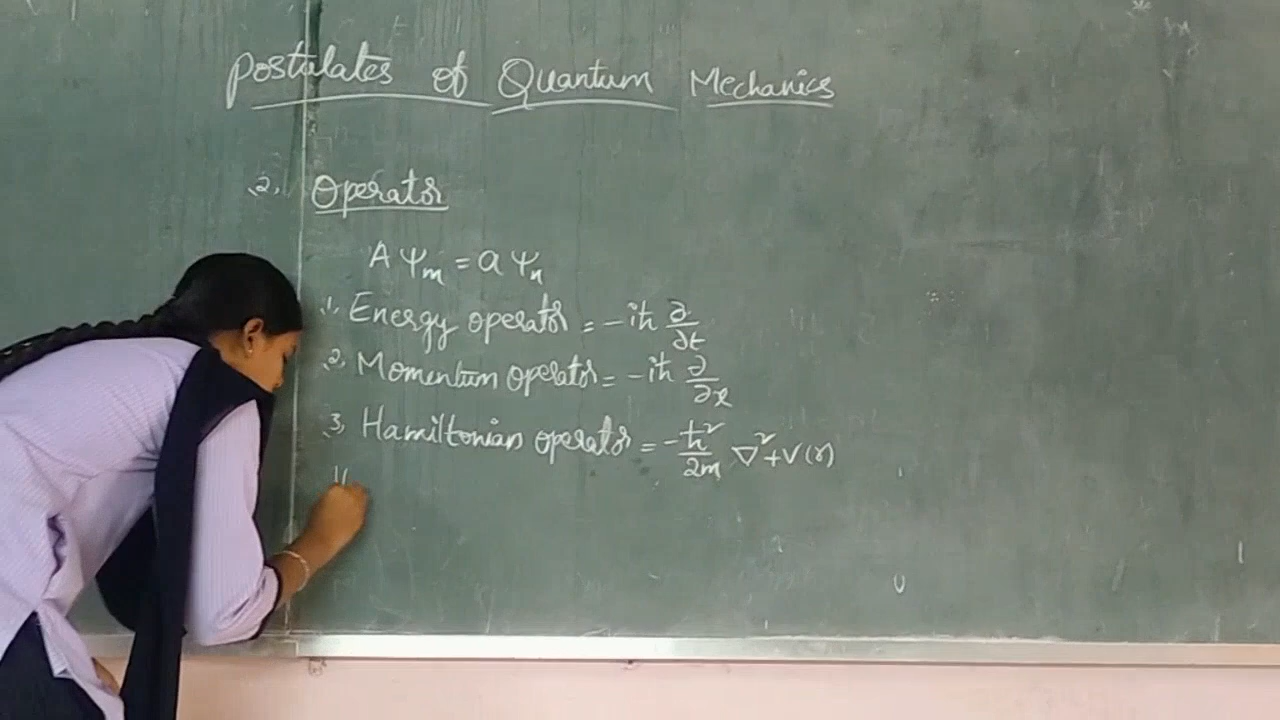 Postulates of Quantum Mechanics
2. Operator
A Ψm = a Ψn
1. Energy operator = -iħ ∂/∂t
2. Momentum operator = -iħ ∂/∂x
3. Hamiltonian operator = -ħ²/2m ∇² + V(r)